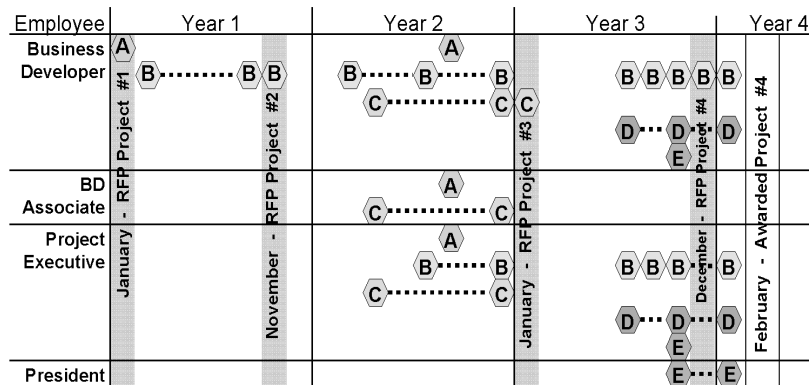 Employee Year 1 Year 2 Year 3 Year 4
Business Developer
A A
B B B B B B B B B B B B
C C C
D D D
E
BD Associate
A
C C
Project Executive
A
B B B B B B
C C
D D D
E
President
E E
January - RFP Project #1
November - RFP Project #2
January - RFP Project #3
December - RFP Project #4
February - Awarded Project #4